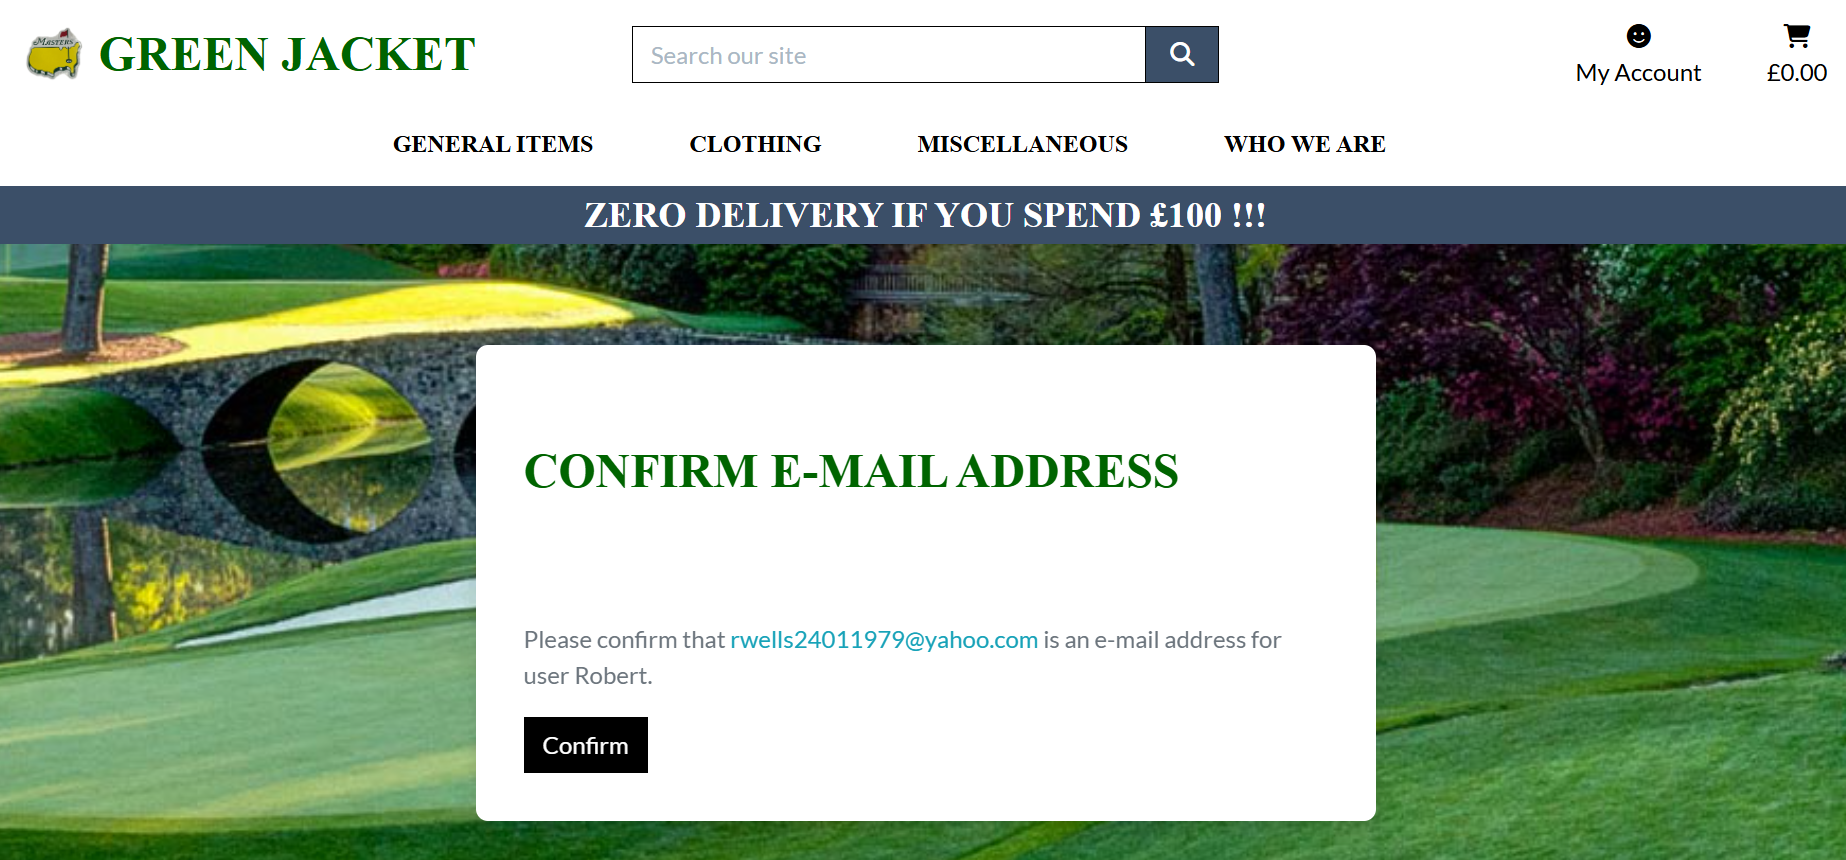 Masters
GREEN JACKET
Search our site
My Account
£0.00
GENERAL ITEMS
CLOTHING
MISCELLANEOUS
WHO WE ARE
ZERO DELIVERY IF YOU SPEND £100 !!!
CONFIRM E-MAIL ADDRESS
Please confirm that rwells24011979@yahoo.com is an e-mail address for
user Robert.
Confirm